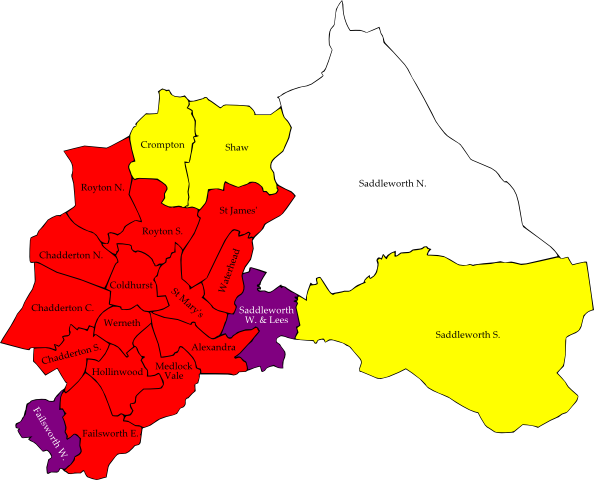 Crompton
Shaw
Saddleworth N.
Royton N.
St James'
Royton S.
Chadderton N.
Waterhead
Coldhurst
St Mary's
Chadderton C.
Saddleworth
W. & Lees
Werneth
Saddleworth S.
Chadderton S.
Alexandra
Hollinwood
Medlock
Vale
Failsworth W.
Failsworth E.